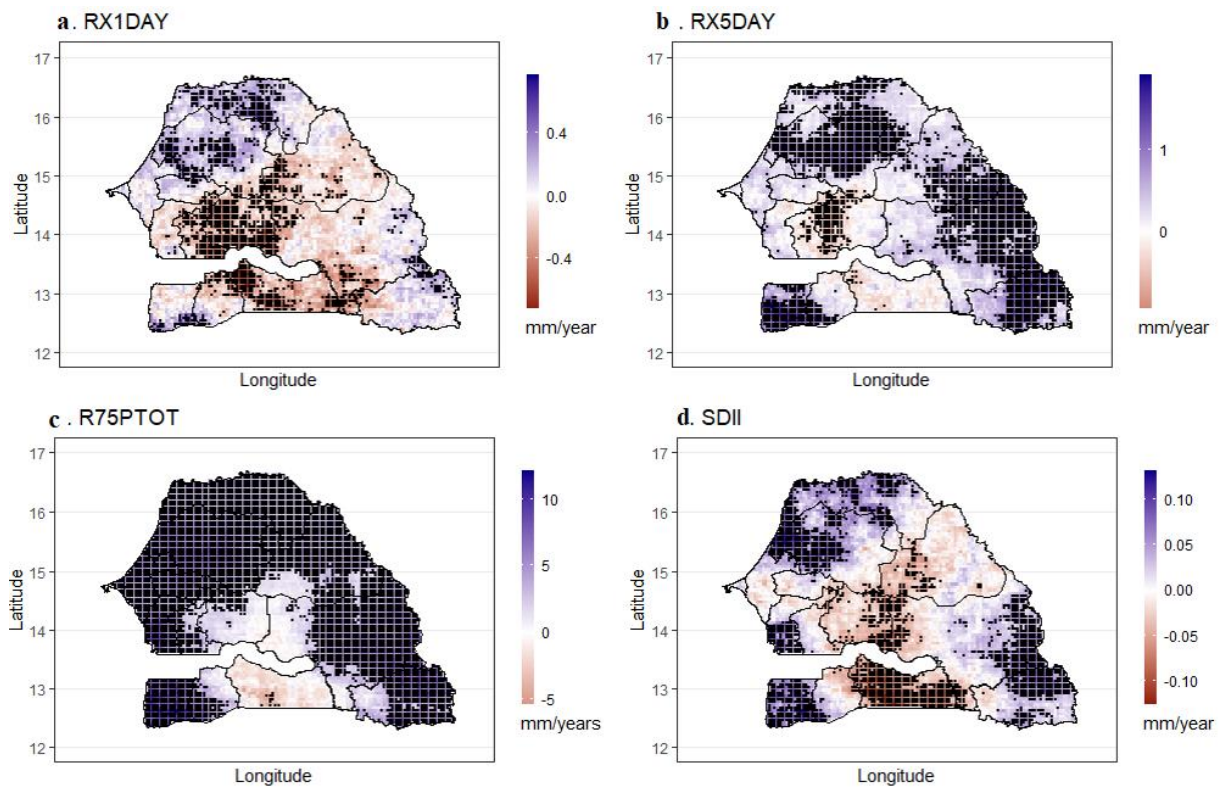 a. RX1DAY
17
16
15
14
13
12
Latitude
Longitude
0.4
0.0
-0.4
mm/year
b . RX5DAY
17
16
15
14
13
12
Latitude
Longitude
1
0
mm/year
c . R75PTOT
17
16
15
14
13
12
Latitude
Longitude
10
5
0
-5
mm/years
d. SDII
17
16
15
14
13
12
Latitude
Longitude
0.10
0.05
0.00
-0.05
-0.10
mm/year